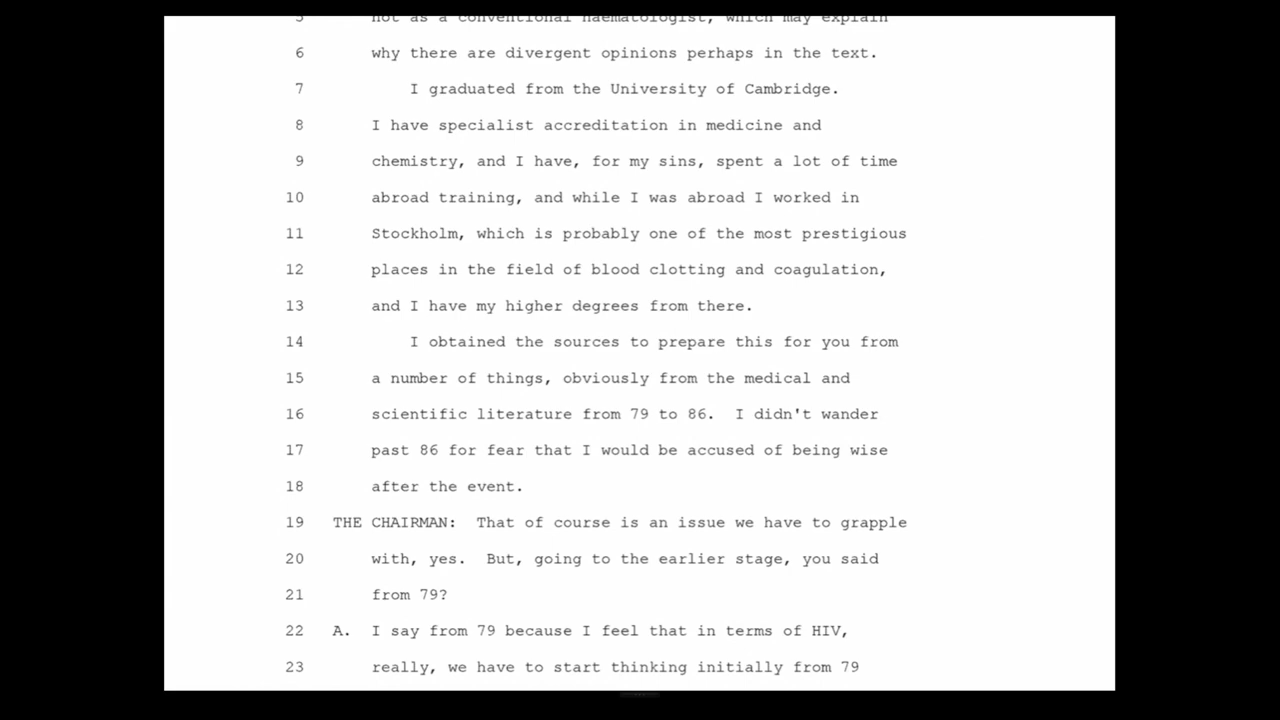 5 not as a conventional haematologist, which may explain
6 why there are divergent opinions perhaps in the text.
7 I graduated from the University of Cambridge.
8 I have specialist accreditation in medicine and
9 chemistry, and I have, for my sins, spent a lot of time
10 abroad training, and while I was abroad I worked in
11 Stockholm, which is probably one of the most prestigious
12 places in the field of blood clotting and coagulation,
13 and I have my higher degrees from there.
14 I obtained the sources to prepare this for you from
15 a number of things, obviously from the medical and
16 scientific literature from 79 to 86. I didn't wander
17 past 86 for fear that I would be accused of being wise
18 after the event.
19 THE CHAIRMAN: That of course is an issue we have to grapple
20 with, yes. But, going to the earlier stage, you said
21 from 79?
22 A. I say from 79 because I feel that in terms of HIV,
23 really, we have to start thinking initially from 79